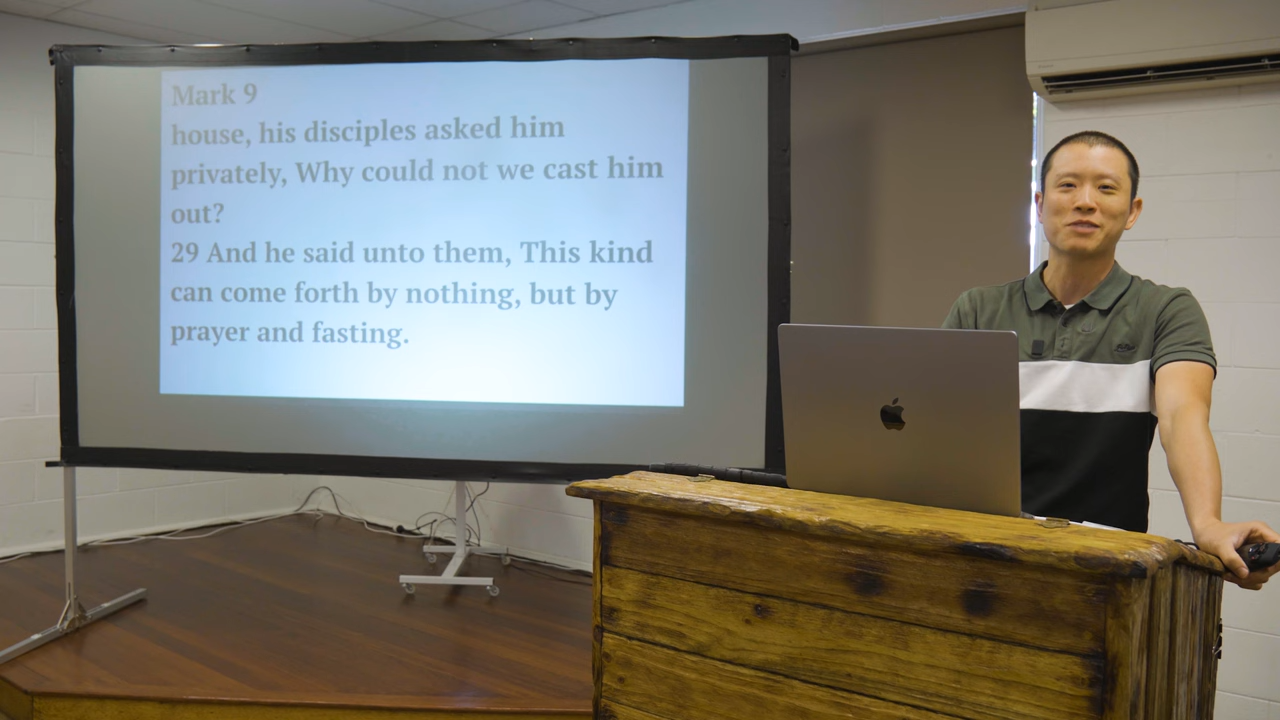 Mark 9
house, his disciples asked him
privately, Why could not we cast him
out?
29 And he said unto them, This kind
can come forth by nothing, but by
prayer and fasting.